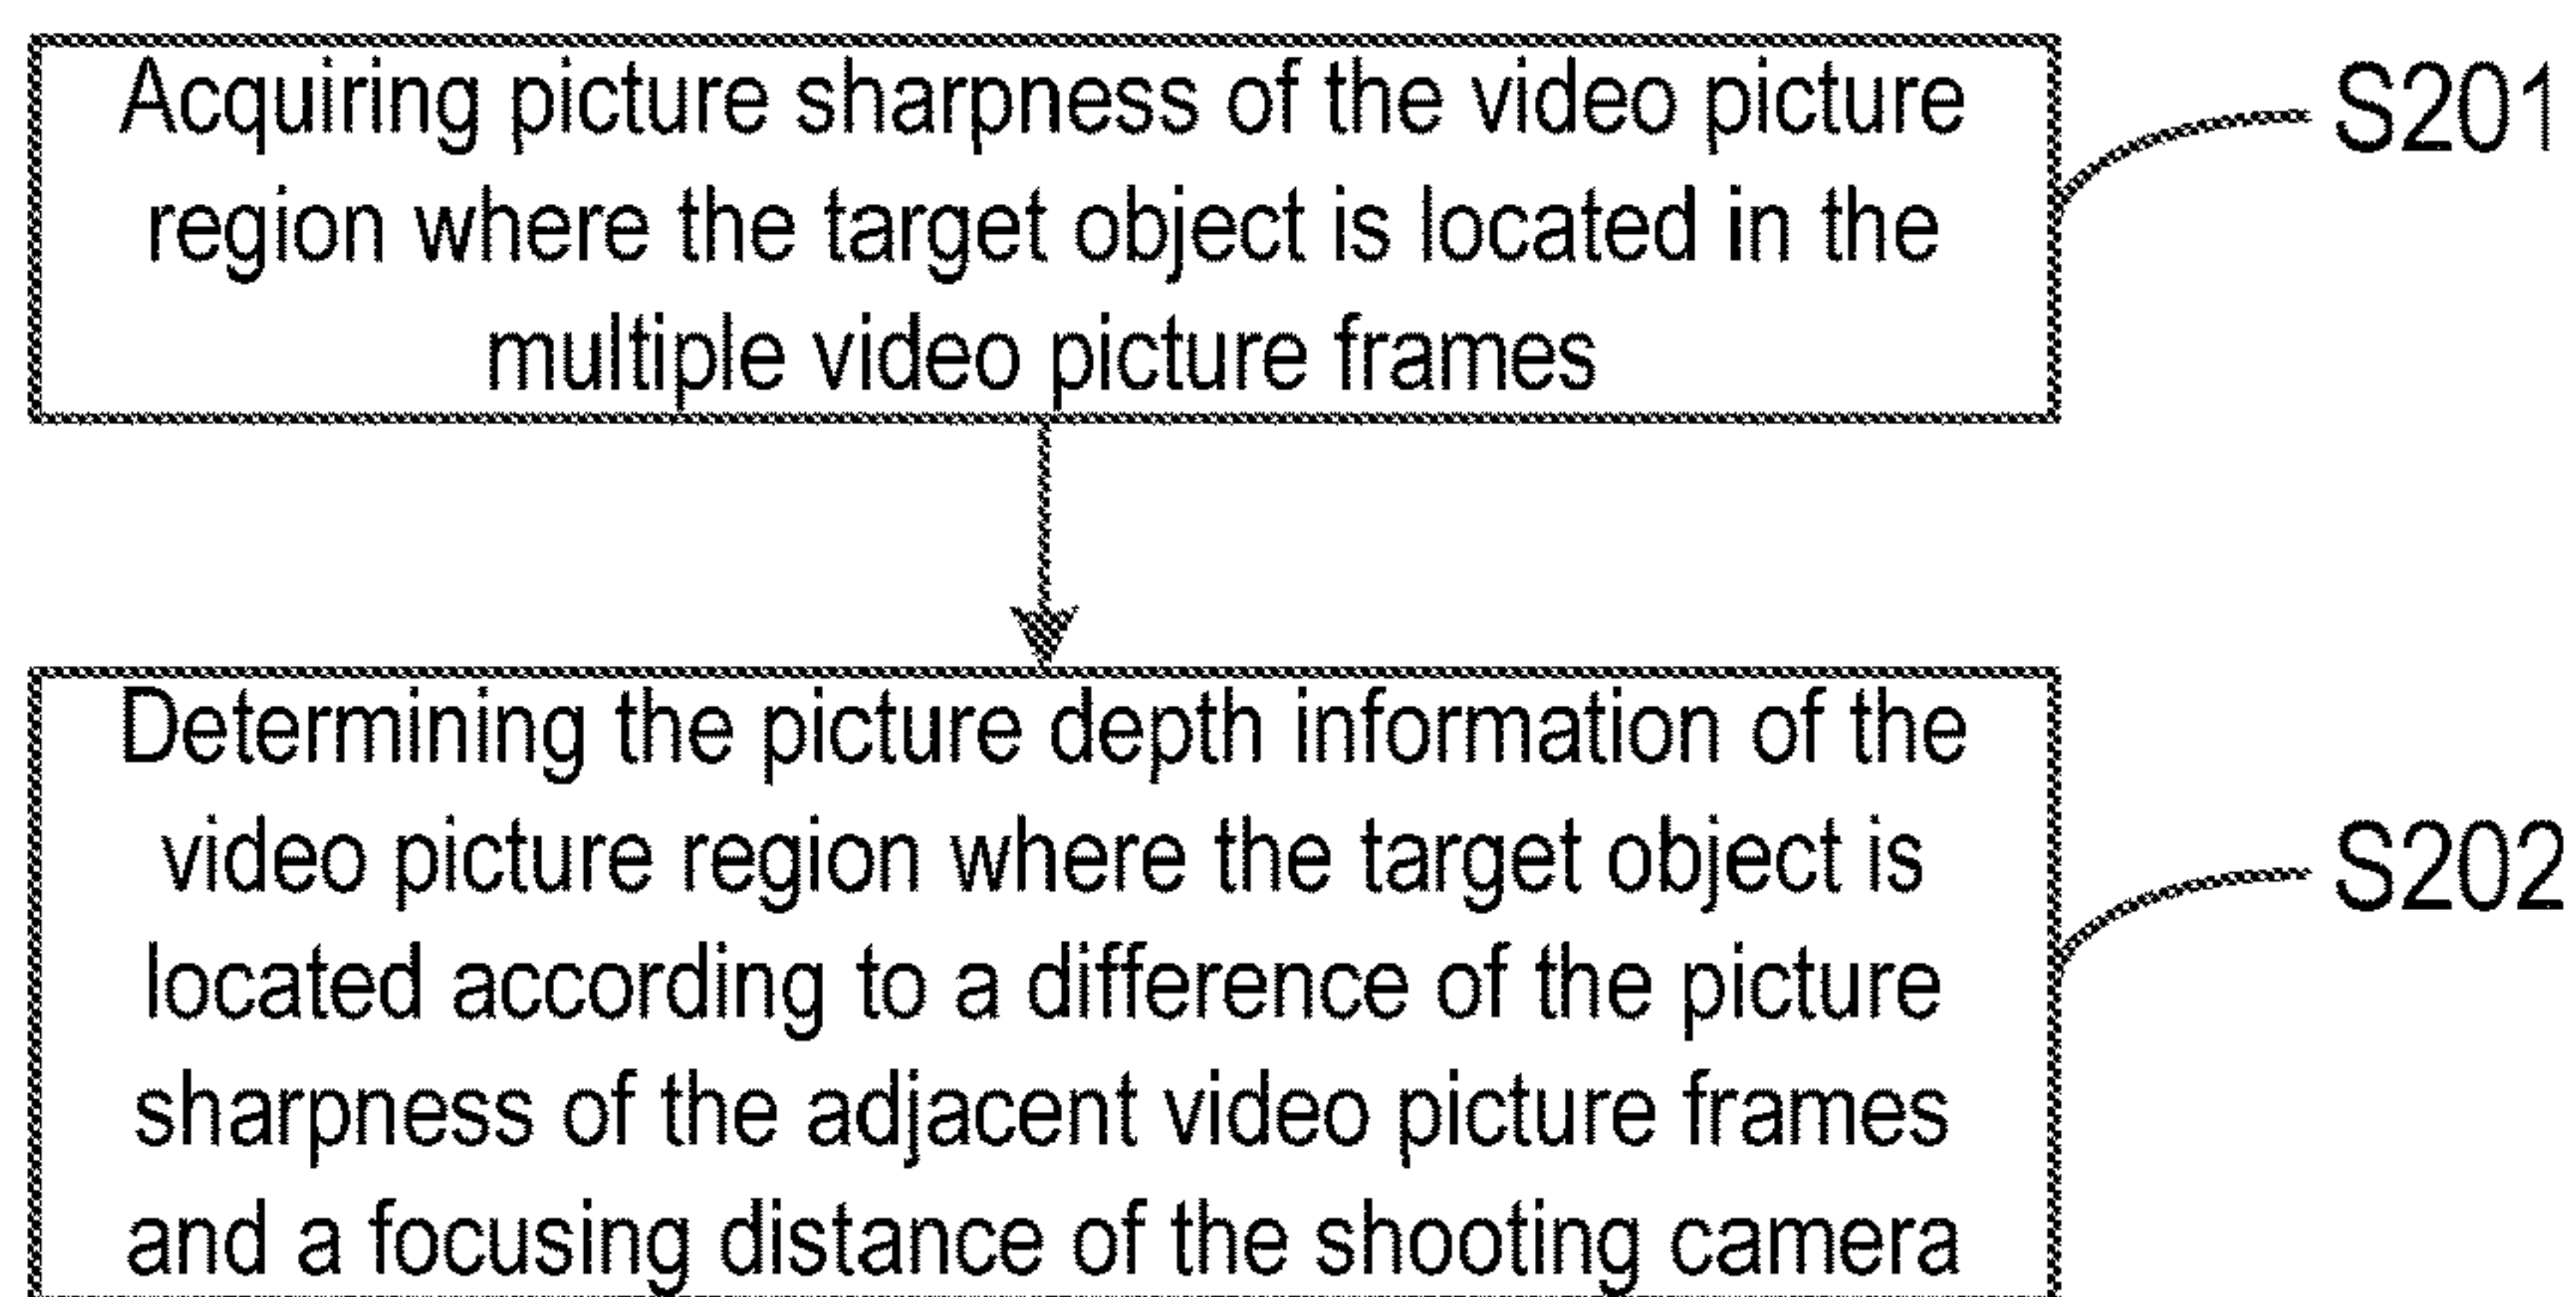 Acquiring picture sharpness of the video picture
region where the target object is located in the
multiple video picture frames
S201
Determining the picture depth information of the
video picture region where the target object is
located according to a difference of the picture
sharpness of the adjacent video picture frames
and a focusing distance of the shooting camera
S202